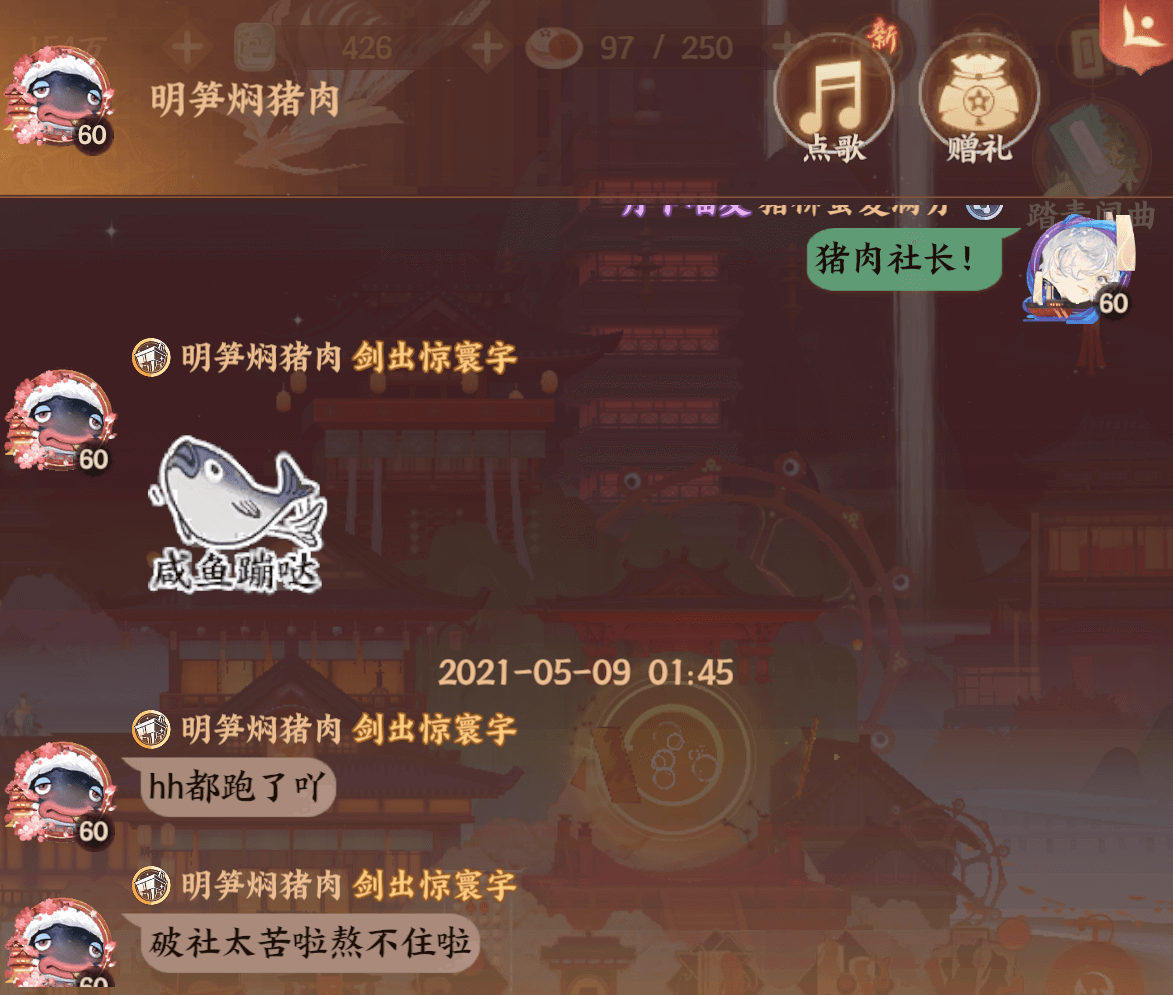 426
97 / 250
新
明笋焖猪肉
60
点歌
赠礼
踏青闻曲
猪肉社长！
60
明笋焖猪肉 剑出惊寰宇
60
咸鱼蹦哒
2021-05-09 01:45
明笋焖猪肉 剑出惊寰宇
hh都跑了吖
60
明笋焖猪肉 剑出惊寰宇
破社太苦啦熬不住啦
60